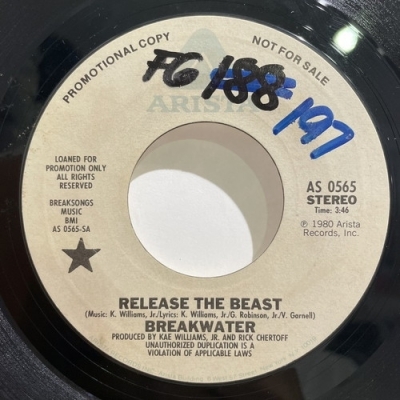 PROMOTIONAL COPY
NOT FOR SALE
FG 188 197
ARISTA
LOANED FOR
PROMOTION ONLY
ALL RIGHTS
RESERVED
BREAKSONGS
MUSIC
BMI
AS 0565-SA
AS 0565
STEREO
Time: 3:46
℗ 1980 Arista
Records, Inc.
RELEASE THE BEAST
(Music: K. Williams, Jr./Lyrics: K. Williams, Jr./G. Robinson, Jr./V. Garnell)
BREAKWATER
PRODUCED BY KAE WILLIAMS, JR. AND RICK CHERTOFF
UNAUTHORIZED DUPLICATION IS A
VIOLATION OF APPLICABLE LAWS